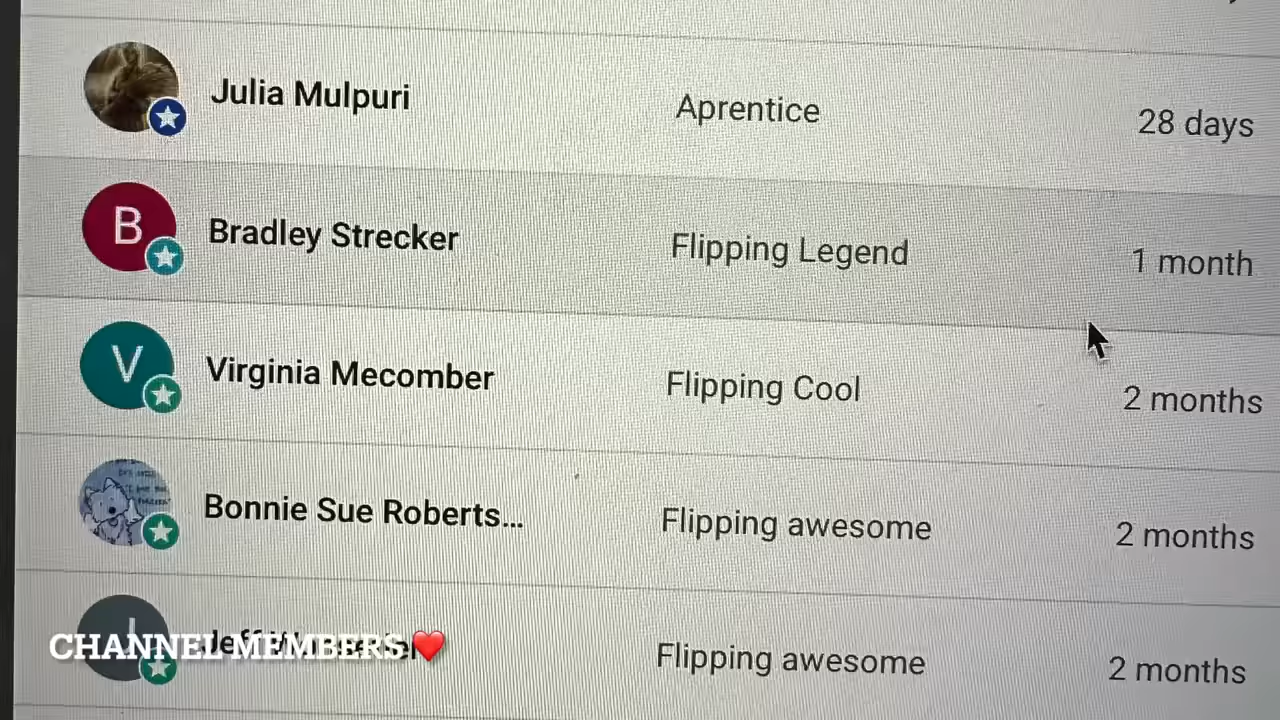 Julia Mulpuri Aprentice 28 days
B Bradley Strecker Flipping Legend 1 month
V Virginia Mecomber Flipping Cool 2 months
Bonnie Sue Roberts... Flipping awesome 2 months
J Jeff Flipping awesome 2 months
CHANNEL MEMBERS❤️